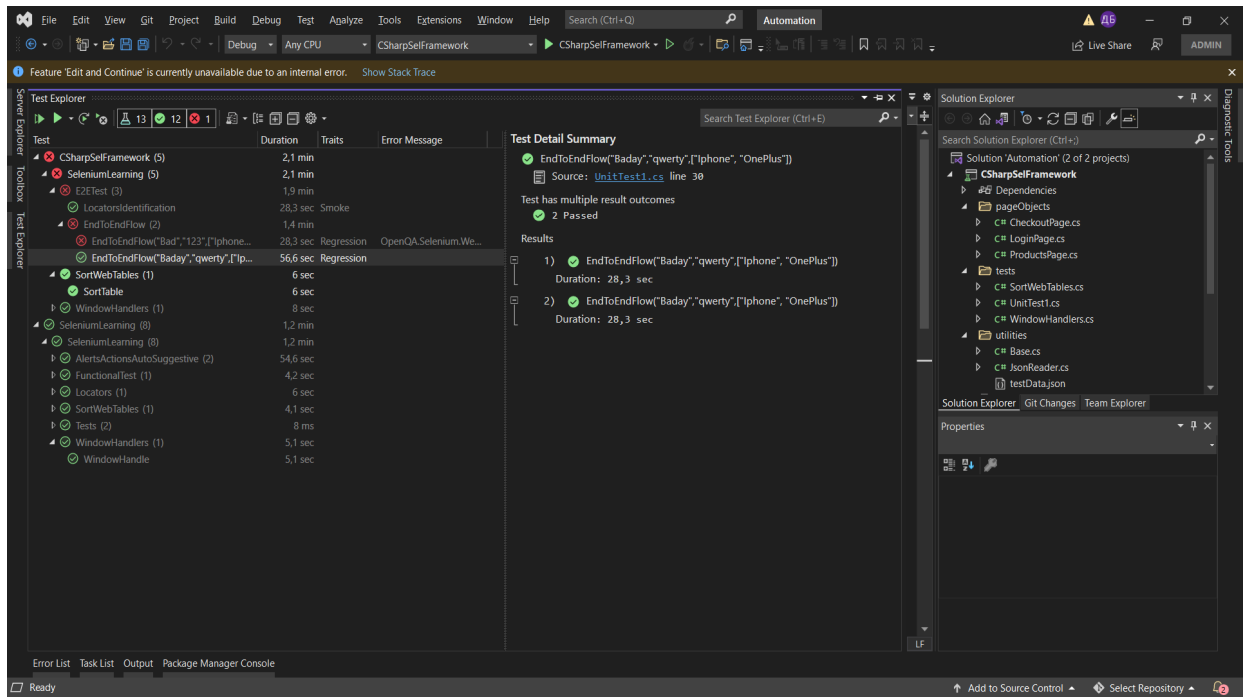 File Edit View Git Project Build Debug Test Analyze Tools Extensions Window Help Search (Ctrl+Q) Automation ДБ
Debug Any CPU CSharpSelFramework CSharpSelFramework Live Share ADMIN
Feature 'Edit and Continue' is currently unavailable due to an internal error. Show Stack Trace
Server Explorer
Toolbox
Test Explorer
Test Explorer
13 12 1
Search Test Explorer (Ctrl+E)
Test Duration Traits Error Message
CSharpSelFramework (5) 2,1 min
SeleniumLearning (5) 2,1 min
E2ETest (3) 1,9 min
LocatorsIdentification 28,3 sec Smoke
EndToEndFlow (2) 1,4 min
EndToEndFlow("Bad","123",["Iphone... 28,3 sec Regression OpenQA.Selenium.We...
EndToEndFlow("Baday","qwerty",["Ip... 56,6 sec Regression
SortWebTables (1) 6 sec
SortTable 6 sec
WindowHandlers (1) 8 sec
SeleniumLearning (8) 1,2 min
SeleniumLearning (8) 1,2 min
AlertsActionsAutoSuggestive (2) 54,6 sec
FunctionalTest (1) 4,2 sec
Locators (1) 6 sec
SortWebTables (1) 4,1 sec
Tests (2) 8 ms
WindowHandlers (1) 5,1 sec
WindowHandle 5,1 sec
Test Detail Summary
EndToEndFlow("Baday","qwerty",["Iphone", "OnePlus"])
Source: UnitTest1.cs line 30
Test has multiple result outcomes
2 Passed
Results
1) EndToEndFlow("Baday","qwerty",["Iphone", "OnePlus"])
Duration: 28,3 sec
2) EndToEndFlow("Baday","qwerty",["Iphone", "OnePlus"])
Duration: 28,3 sec
LF
Solution Explorer
Search Solution Explorer (Ctrl+;)
Solution 'Automation' (2 of 2 projects)
CSharpSelFramework
Dependencies
pageObjects
C# CheckoutPage.cs
C# LoginPage.cs
C# ProductsPage.cs
tests
C# SortWebTables.cs
C# UnitTest1.cs
C# WindowHandlers.cs
utilities
C# Base.cs
C# JsonReader.cs
testData.json
Solution Explorer Git Changes Team Explorer
Properties
Diagnostic Tools
Error List Task List Output Package Manager Console
Ready Add to Source Control Select Repository 2